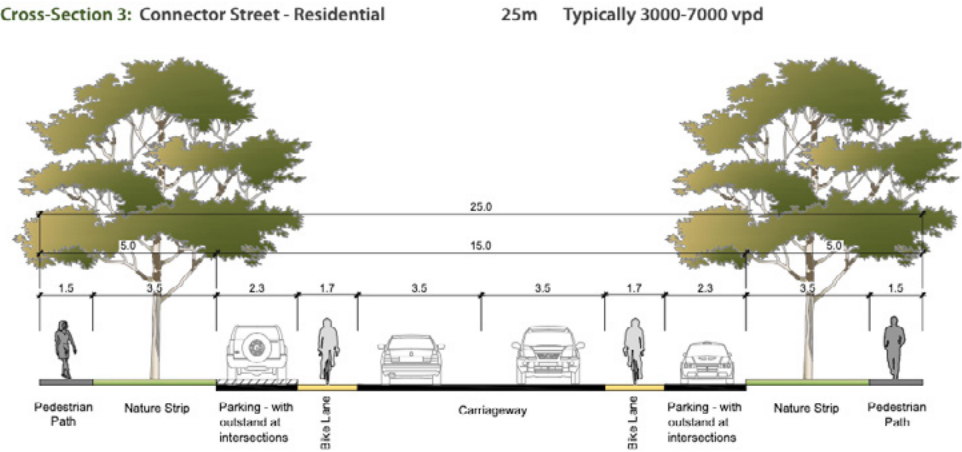 Cross-Section 3: Connector Street - Residential 25m Typically 3000-7000 vpd
25.0
5.0 15.0 5.0
1.5 3.5 2.3 1.7 3.5 3.5 1.7 2.3 3.5 1.5
Pedestrian
Path
Nature Strip
Parking - with
outstand at
intersections
Bike Lane
Carriageway
Bike Lane
Parking - with
outstand at
intersections
Nature Strip
Pedestrian
Path